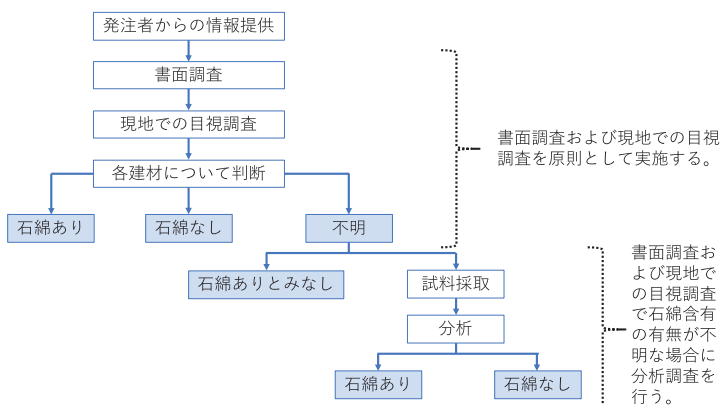 発注者からの情報提供
書面調査
現地での目視調査
各建材について判断
石綿あり
石綿なし
不明
書面調査および現地での目視
調査を原則として実施する。
石綿ありとみなし
試料採取
分析
石綿あり
石綿なし
書面調査お
よび現地で
の目視調査
で石綿含有
の有無が不
明な場合に
分析調査を
行う。